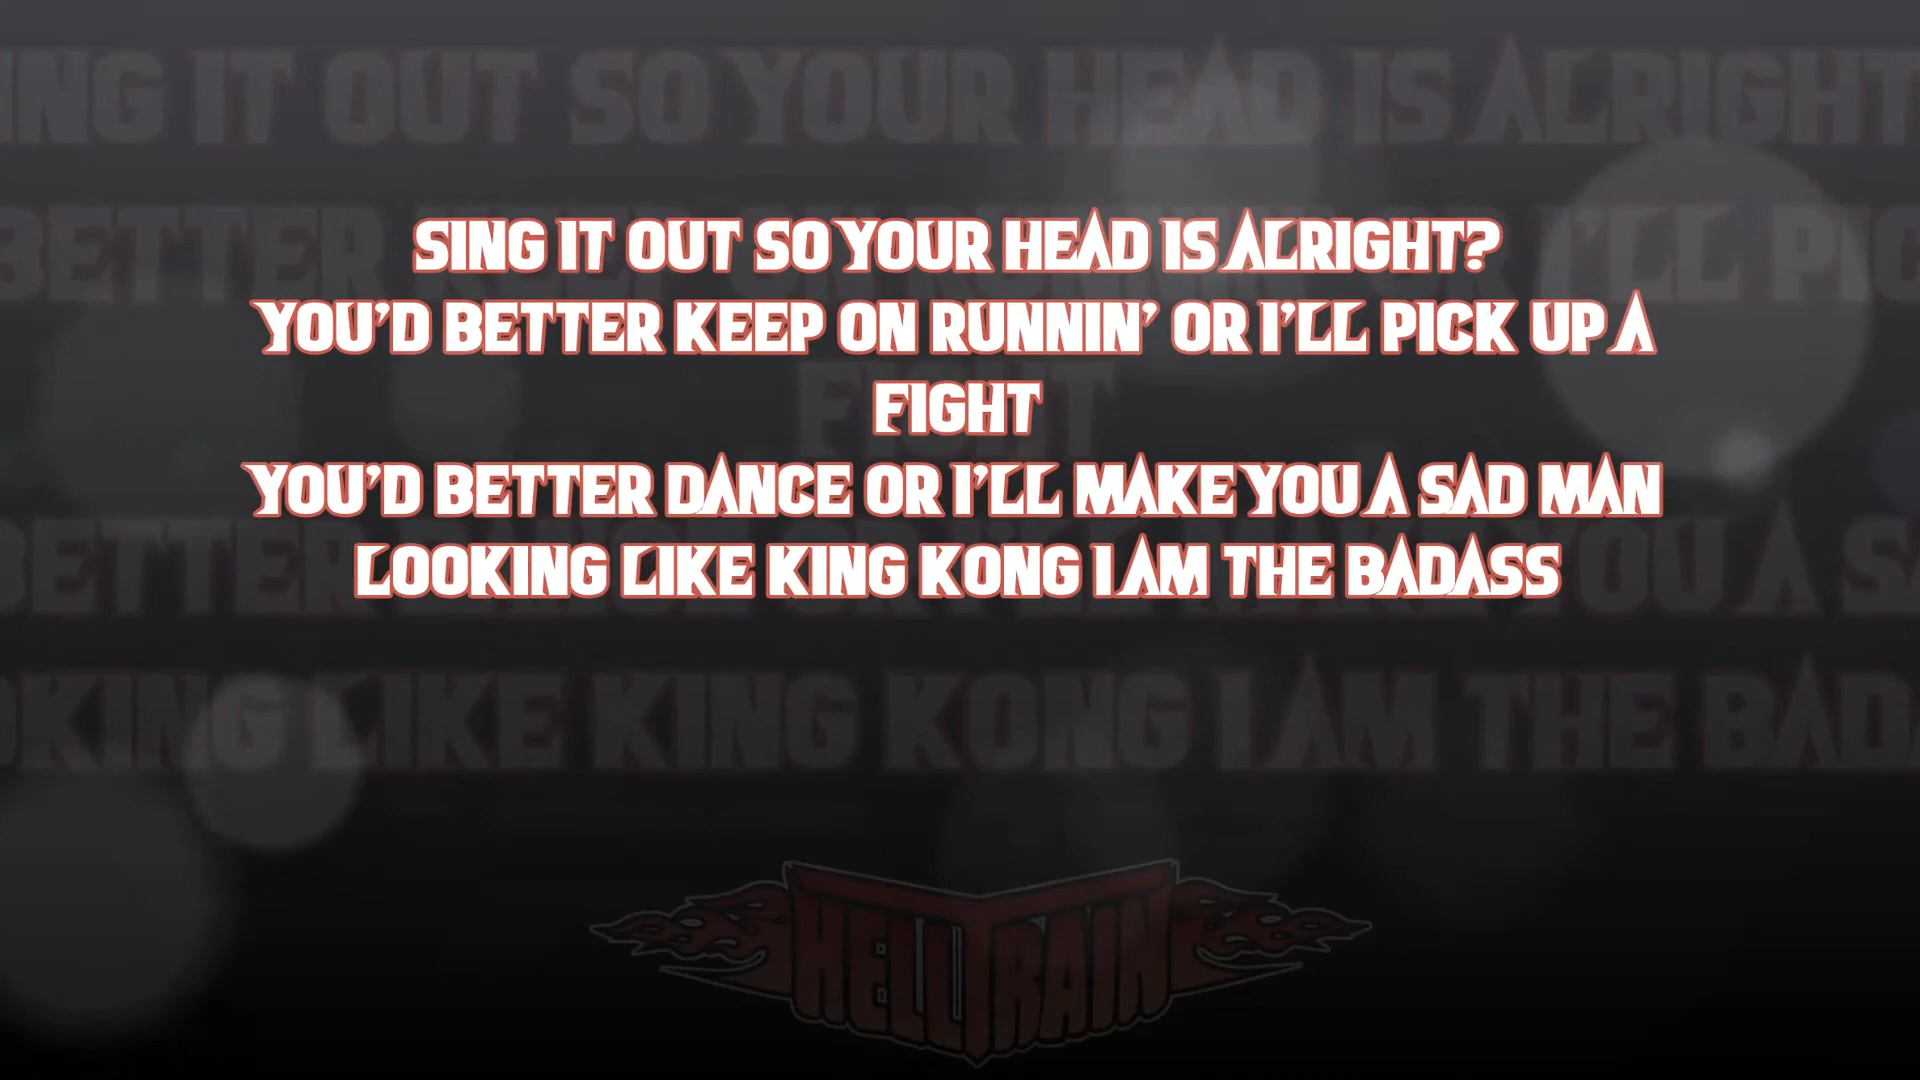 SING IT OUT SO YOUR HEAD IS ALRIGHT?
YOU'D BETTER KEEP ON RUNNIN' OR I'LL PICK UP A
FIGHT
YOU'D BETTER DANCE OR I'LL MAKE YOU A SAD MAN
LOOKING LIKE KING KONG I AM THE BADASS
HELLTRAIN